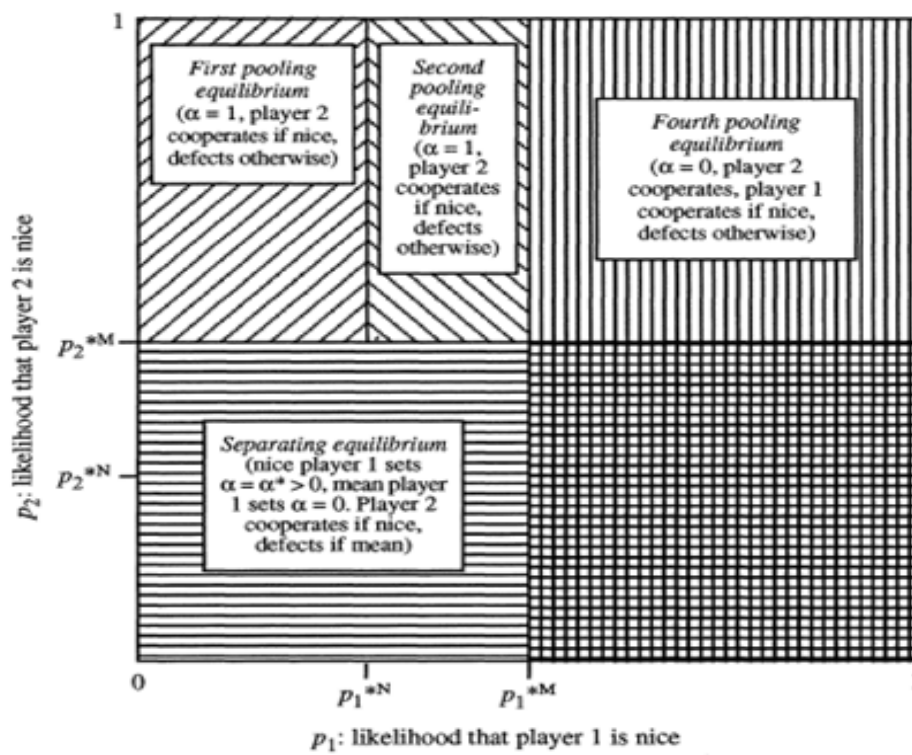 1
First pooling
equilibrium
(α = 1, player 2
cooperates if nice,
defects otherwise)
Second
pooling
equili-
brium
(α = 1,
player 2
cooperates
if nice,
defects
otherwise)
Fourth pooling
equilibrium
(α = 0, player 2
cooperates, player 1
cooperates if nice,
defects otherwise)
p₂: likelihood that player 2 is nice
p₂*ᴹ
p₂*ᴺ
Separating equilibrium
(nice player 1 sets
α = α* > 0, mean player
1 sets α = 0. Player 2
cooperates if nice,
defects if mean)
0
p₁*ᴺ
p₁*ᴹ
p₁: likelihood that player 1 is nice